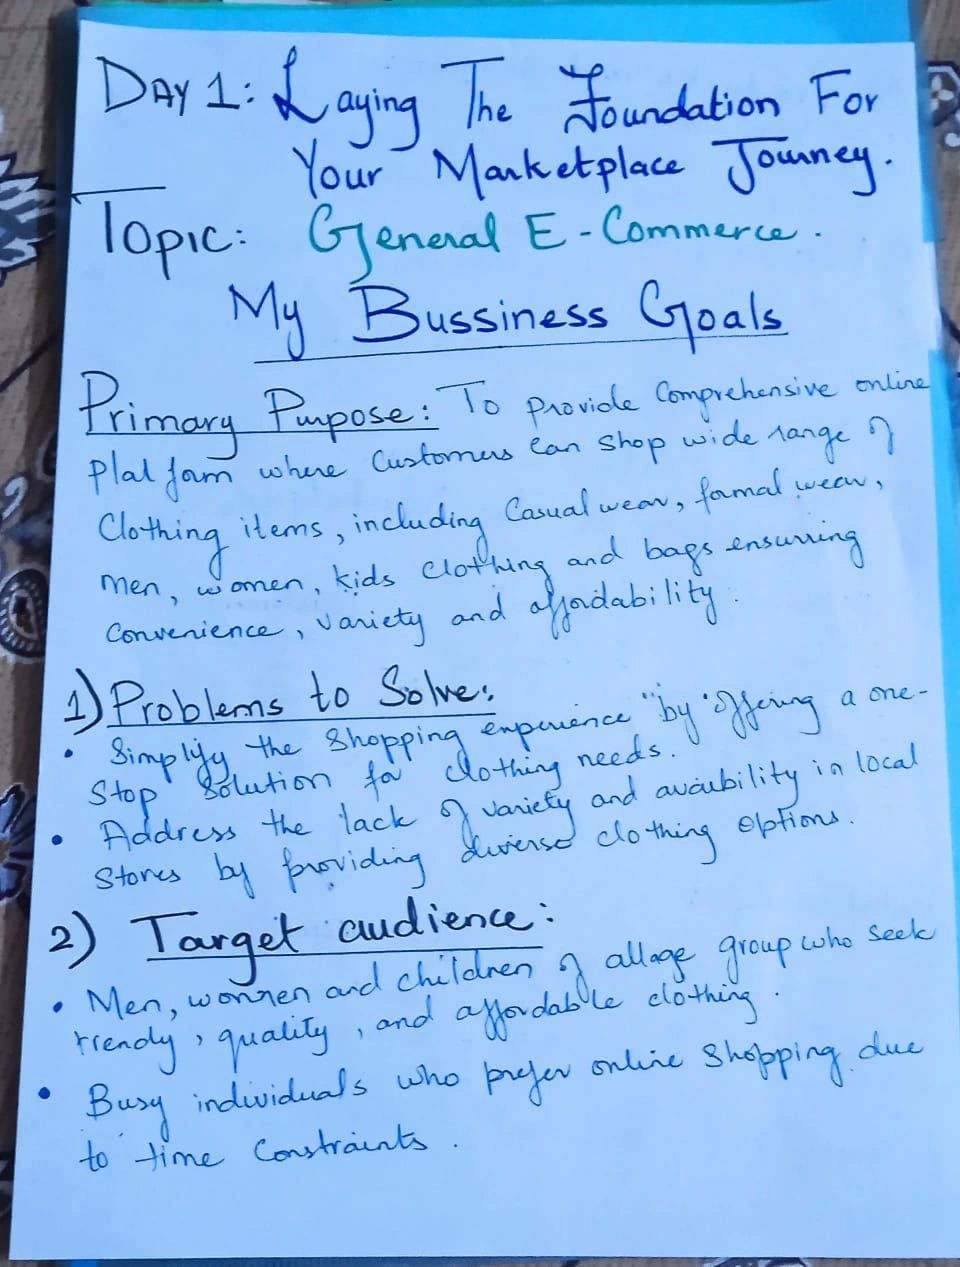 DAY 1: Laying The Foundation For
Your Marketplace Journey.
Topic: General E-Commerce.
My Bussiness Goals
Primary Purpose: To provide Comprehensive online
platform where Customers can shop wide range of
Clothing items, including Casual wear, formal wear,
men, women, kids clothing and bags ensuring
Convenience, variety and affordability.
1) Problems to Solve:
• Simplify the Shopping experience "by 'offering a one-
Stop solution for clothing needs.
• Address the lack of variety and avaibility in local
Stores by providing diverse clothing options.
2) Target audience:
• Men, women and children of all age group who seek
trendy, quality, and affordable clothing.
• Busy individuals who prefer online Shopping due
to time Constraints.